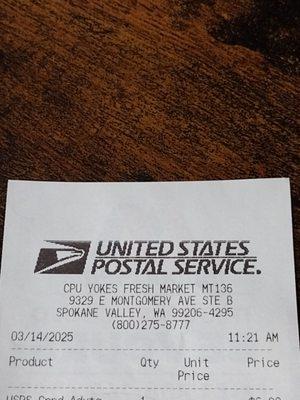 UNITED STATES
POSTAL SERVICE.
CPU YOKES FRESH MARKET MT136
9329 E MONTGOMERY AVE STE B
SPOKANE VALLEY, WA 99206-4295
(800)275-8777
03/14/2025 11:21 AM
Product Qty Unit Price
Price